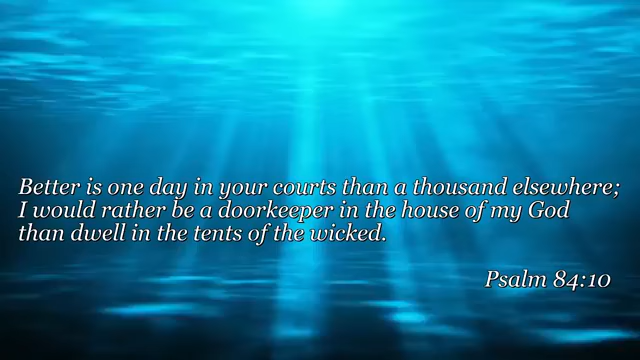 Better is one day in your courts than a thousand elsewhere;
I would rather be a doorkeeper in the house of my God
than dwell in the tents of the wicked.
Psalm 84:10